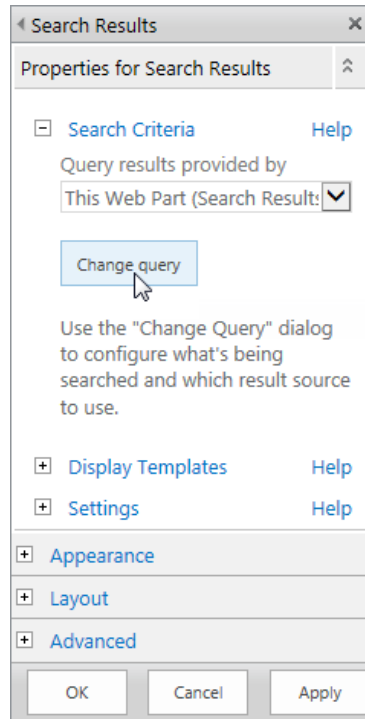 Search Results
Properties for Search Results
Search Criteria Help
Query results provided by
This Web Part (Search Results
Change query
Use the "Change Query" dialog
to configure what's being
searched and which result source
to use.
Display Templates Help
Settings Help
Appearance
Layout
Advanced
OK Cancel Apply